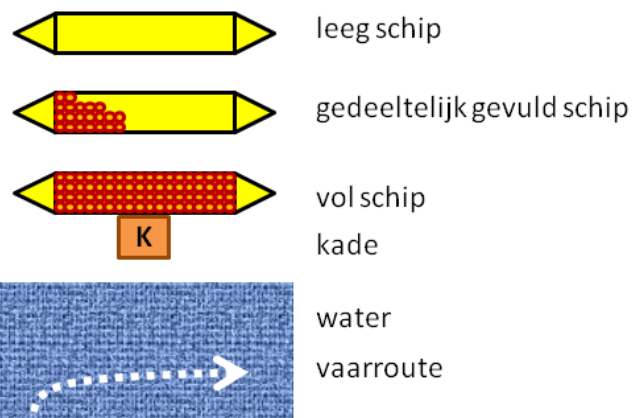 leeg schip
gedeeltelijk gevuld schip
vol schip
K
kade
water
vaarroute